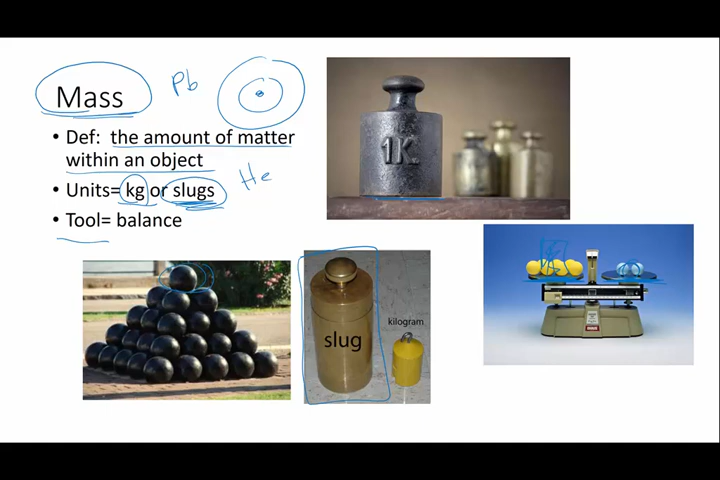 Mass
Pb
• Def: the amount of matter
within an object
• Units= kg or slugs
He
• Tool= balance
1K
slug
kilogram